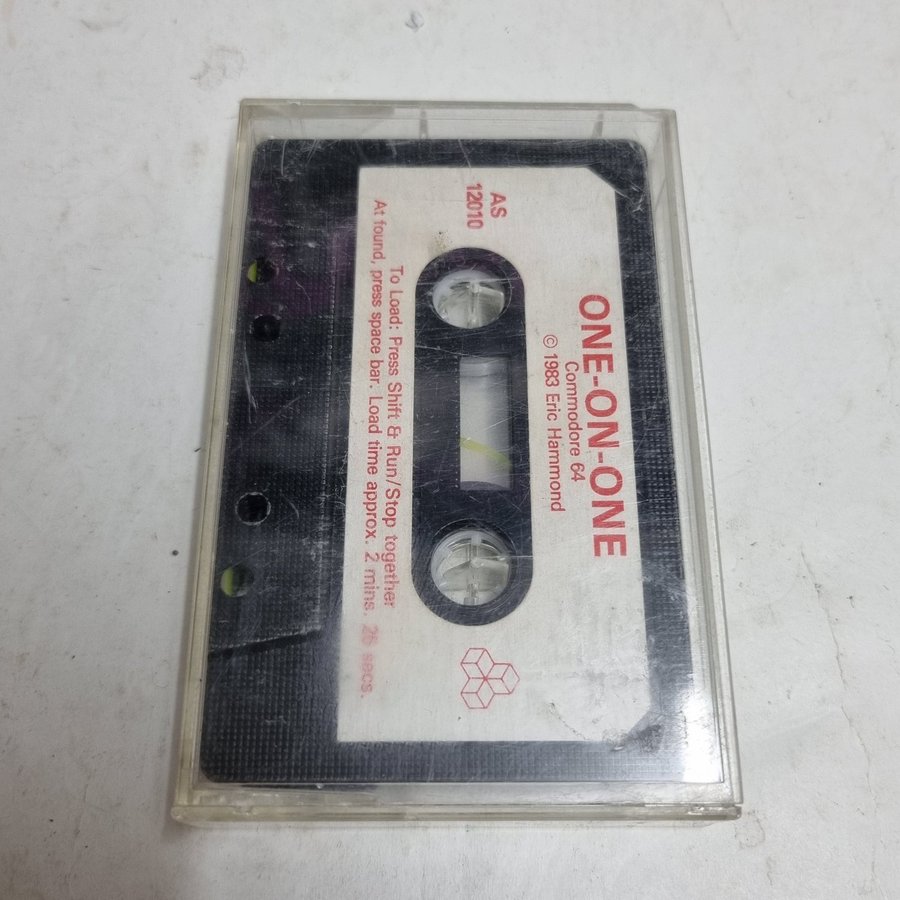 ONE-ON-ONE
Commodore 64
© 1983 Eric Hammond
AS
12010
To Load: Press Shift & Run/Stop together
At found, press space bar. Load time approx. 2 mins. 26 secs.